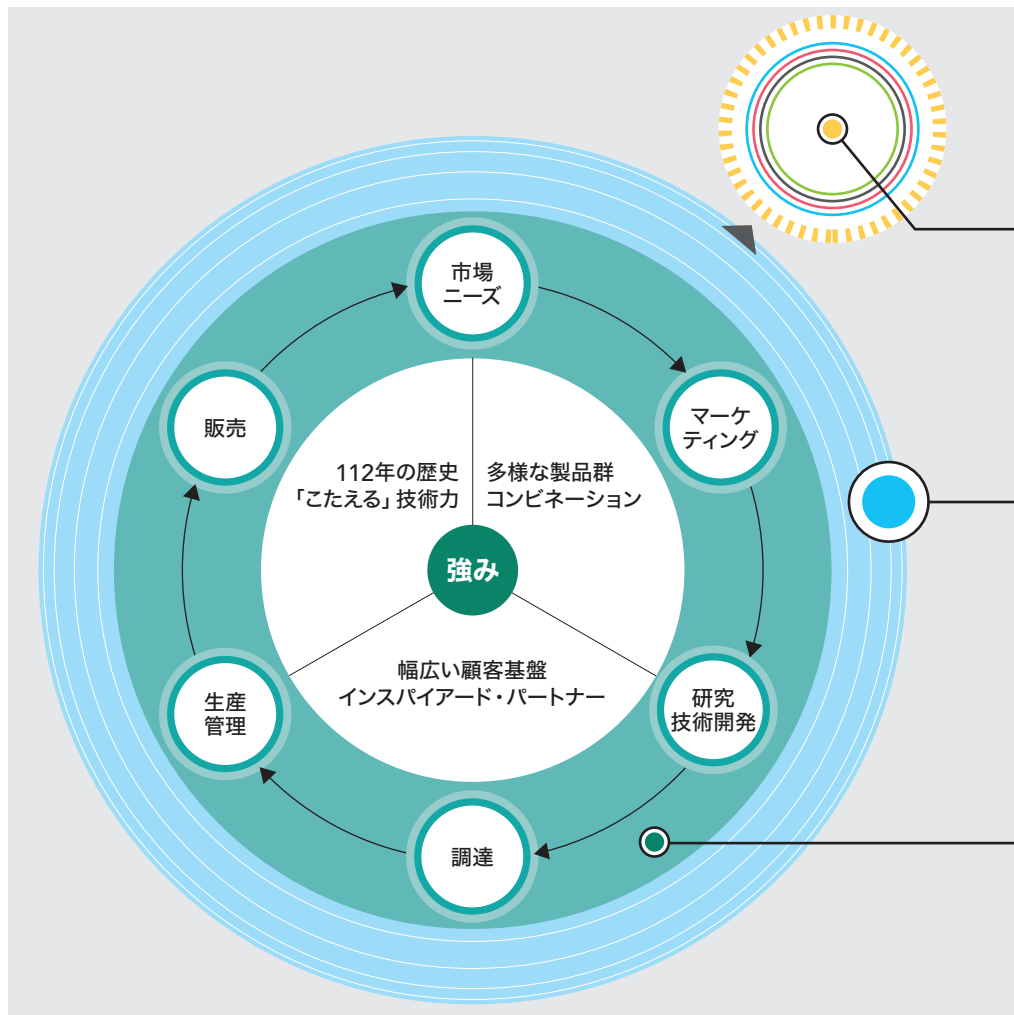 市場
ニーズ
マーケ
ティング
研究
技術開発
調達
生産
管理
販売
112年の歴史
「こたえる」技術力
多様な製品群
コンビネーション
強み
幅広い顧客基盤
インスパイアード・パートナー